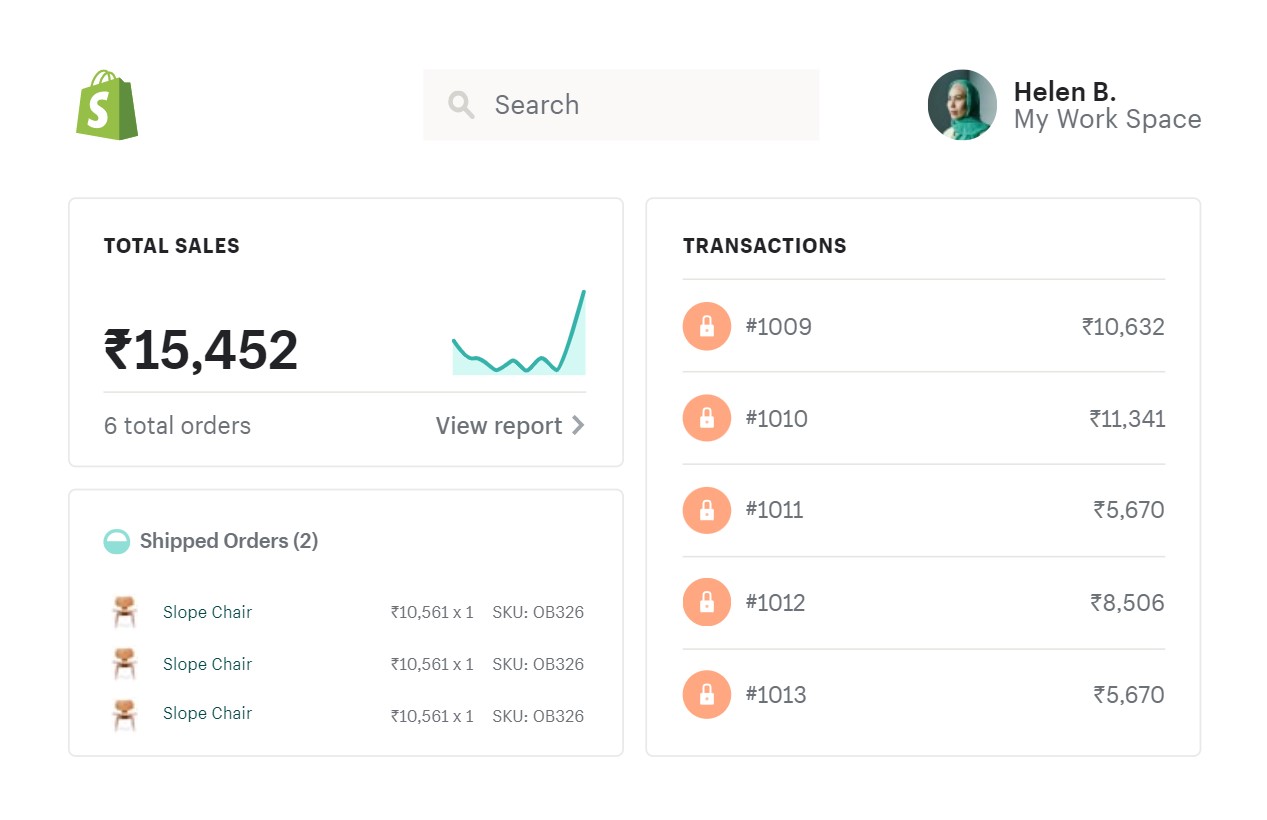 S
Search
Helen B.
My Work Space
TOTAL SALES
₹15,452
6 total orders
View report
Shipped Orders (2)
Slope Chair ₹10,561 x 1 SKU: OB326
Slope Chair ₹10,561 x 1 SKU: OB326
Slope Chair ₹10,561 x 1 SKU: OB326
TRANSACTIONS
#1009 ₹10,632
#1010 ₹11,341
#1011 ₹5,670
#1012 ₹8,506
#1013 ₹5,670